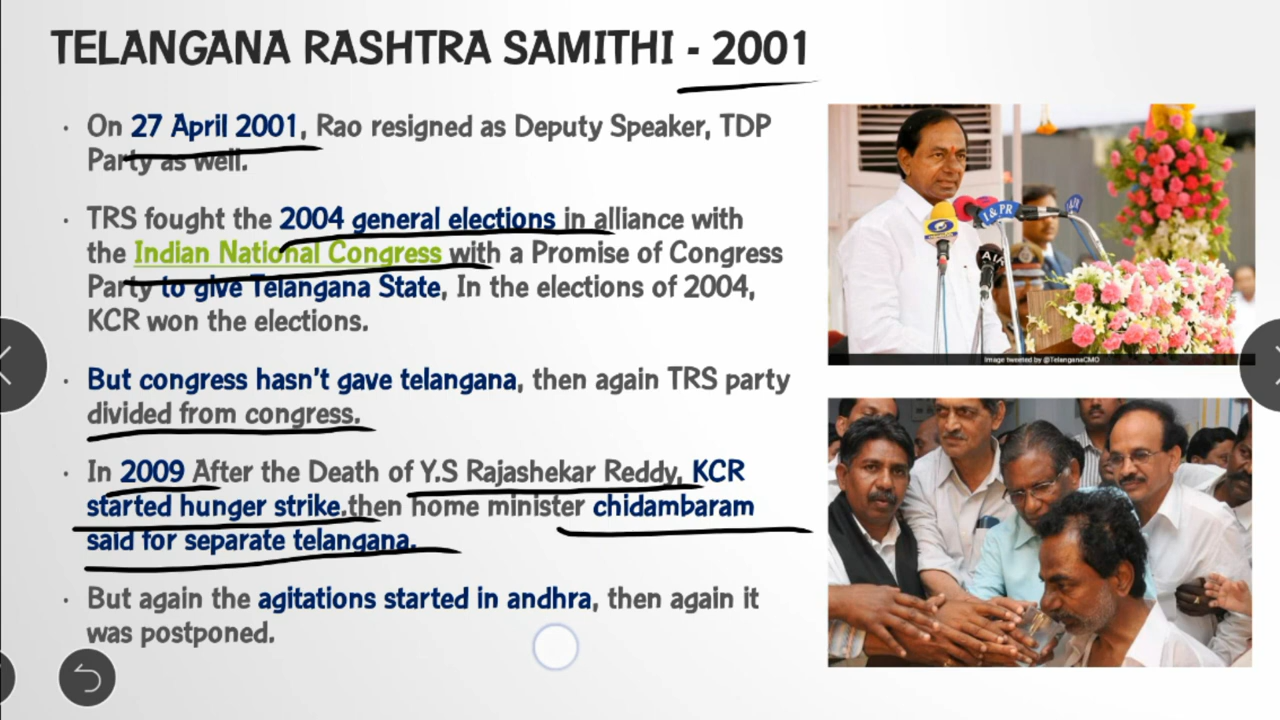 TELANGANA RASHTRA SAMITHI - 2001
• On 27 April 2001, Rao resigned as Deputy Speaker, TDP
Party as well.
• TRS fought the 2004 general elections in alliance with
the Indian National Congress with a Promise of Congress
Party to give Telangana State, In the elections of 2004,
KCR won the elections.
• But congress hasn't gave telangana, then again TRS party
divided from congress.
• In 2009 After the Death of Y.S Rajashekar Reddy, KCR
started hunger strike,then home minister chidambaram
said for separate telangana.
• But again the agitations started in andhra, then again it
was postponed.
I & PR
AIR
Image tweeted by @TelanganaCMO